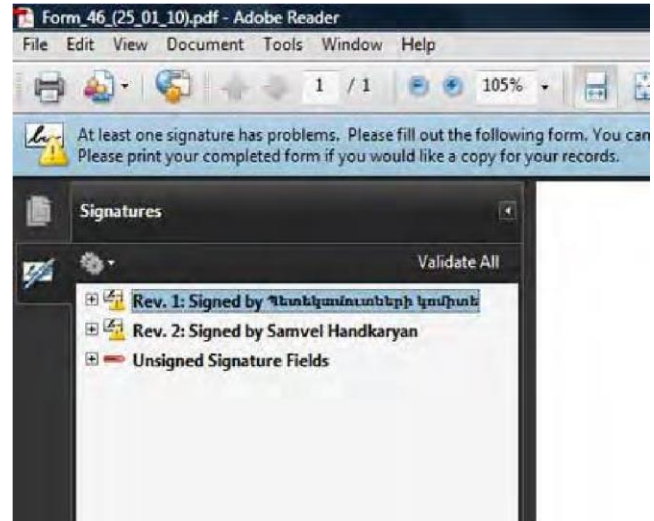 Form_46_(25_01_10).pdf - Adobe Reader
File Edit View Document Tools Window Help
1 / 1 105%
At least one signature has problems. Please fill out the following form. You can
Please print your completed form if you would like a copy for your records.
Signatures
Validate All
Rev. 1: Signed by Պետեկամուտների կոմիտե
Rev. 2: Signed by Samvel Handkaryan
Unsigned Signature Fields